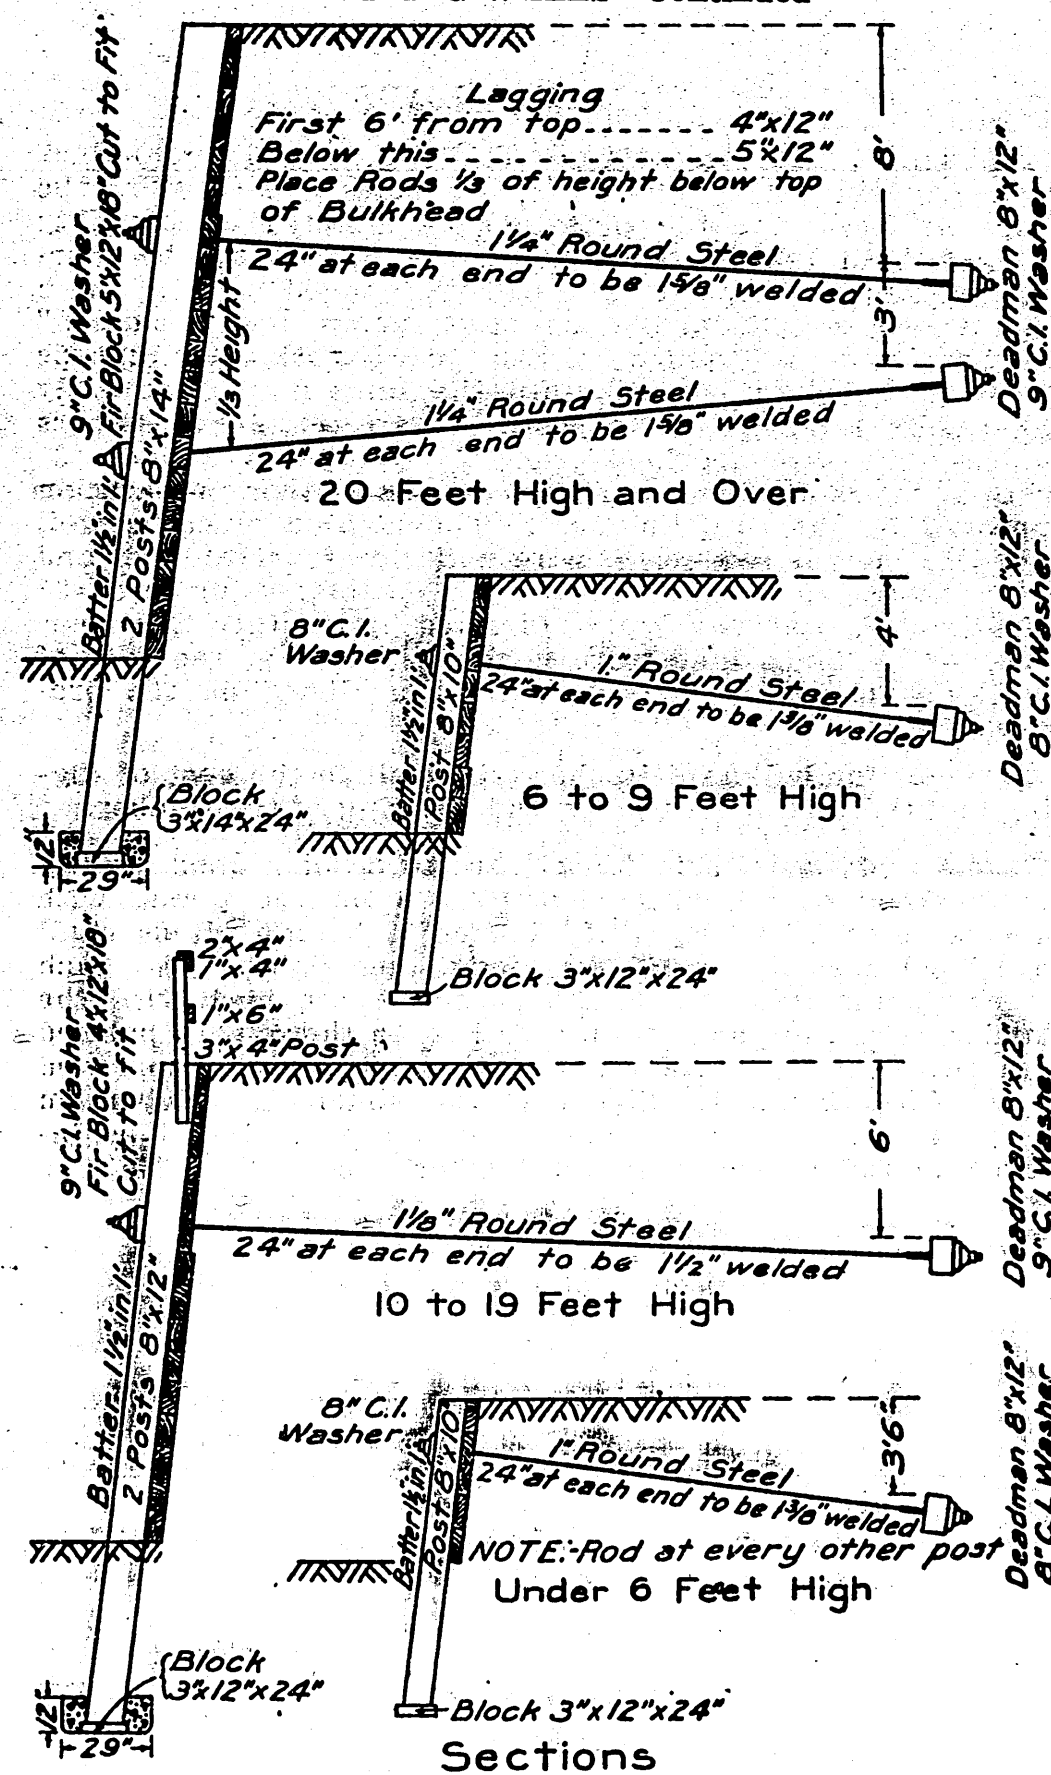 Lagging
First 6' from top------- 4"x12"
Below this-------------- 5"x12"
Place Rods 1/3 of height below top
of Bulkhead
9" C.I. Washer
Fir Block 5"x12"x18" Cut to Fit
1¼" Round Steel
24" at each end to be 1⅝" welded
8'
3'
Deadman 8"x12"
9" C.I. Washer
⅓ Height
1¼" Round Steel
24" at each end to be 1⅝" welded
Batter 1½" in 1'
2 Posts 8"x14"
20 Feet High and Over
Block
3"x14"x24"
12"
29"
8" C.I.
Washer
Batter 1½" in 1'
Post 8"x10"
1" Round Steel
24" at each end to be 1⅜" welded
4'
Deadman 8"x12"
8" C.I. Washer
6 to 9 Feet High
Block 3"x12"x24"
2"x4"
1"x4"
1"x6"
3"x4" Post
9" C.I. Washer
Fir Block 4"x12"x18"
Cut to fit
6'
1⅛" Round Steel
24" at each end to be 1½" welded
Deadman 8"x12"
9" C.I. Washer
Batter 1½" in 1'
2 Posts 8"x12"
10 to 19 Feet High
Block
3"x12"x24"
12"
29"
8" C.I.
Washer
Batter 1½" in 1'
Post 8"x10"
1" Round Steel
24" at each end to be 1⅜" welded
3'6"
Deadman 8"x12"
8" C.I. Washer
NOTE:-Rod at every other post
Under 6 Feet High
Block 3"x12"x24"
Sections